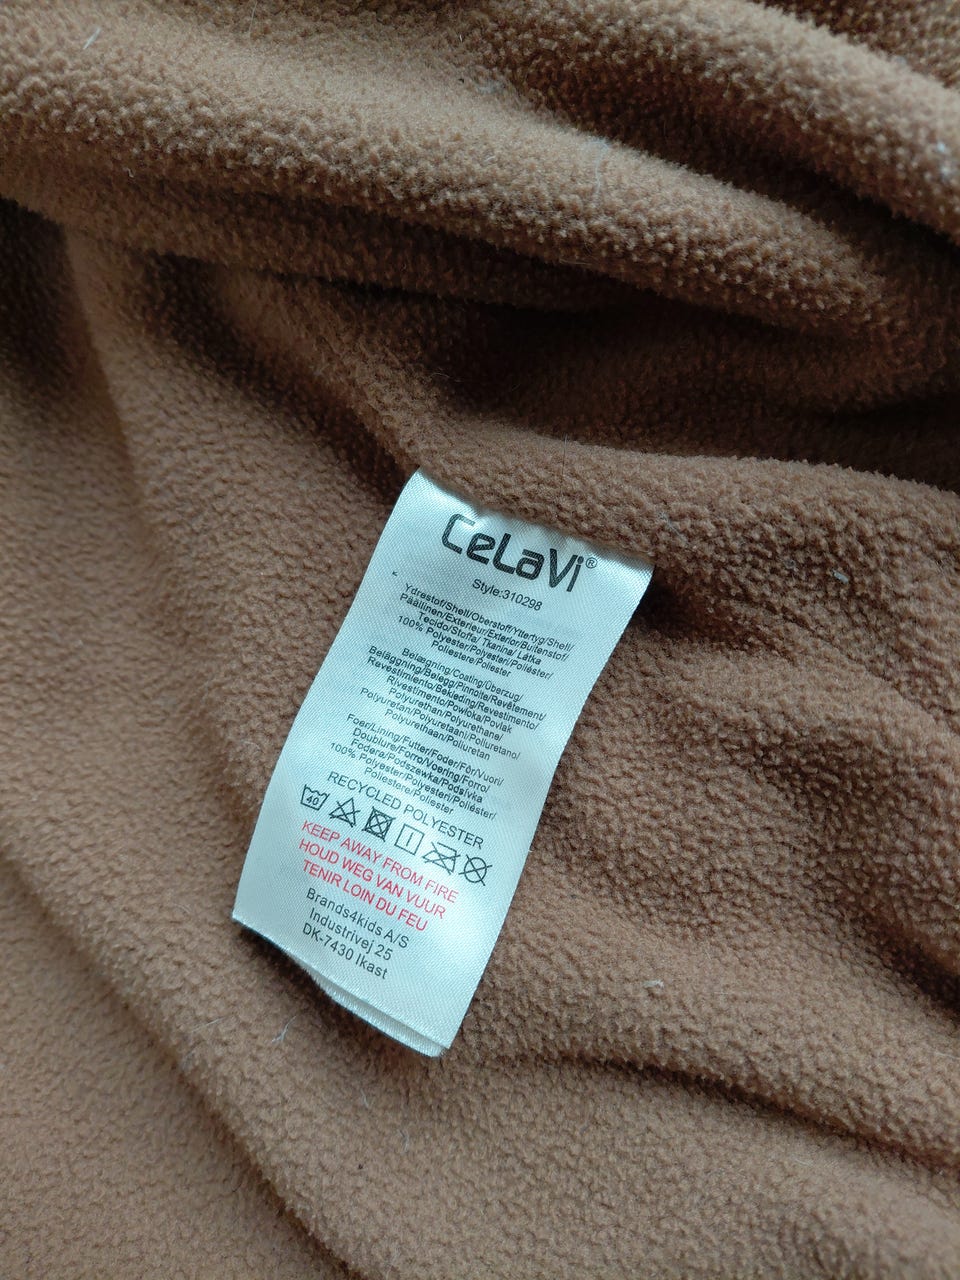 CeLaVi®
Style:310298
Ydrestof/Shell/Oberstoff/Yttertyg/Skell/
Päällinen/Exterieur/Exterior/Buitenstof/
Tecido/Stoffa/ Tkanina/ Látka
100% Polyester/Polyesteri/Poliéster/
Poliestere/Poliester
Belægning/Coating/Überzug/
Beläggning/Belegg/Pinnoite/Revêtement/
Revestimiento/Bekleding/Revestimento/
Rivestimento/Powłoka/Povlak
Polyurethan/Polyurethane/
Polyuretan/Polyuretaani/Poliuretano/
Polyurethaan/Poliuretan
Foer/Lining/Futter/Foder/Fôr/Vuori/
Doublure/Forro/Voering/Forro/
Fodera/Podszewka/Podšívka
100% Polyester/Polyesteri/Poliéster/
Poliestere/Poliester
RECYCLED POLYESTER
40
KEEP AWAY FROM FIRE
HOUD WEG VAN VUUR
TENIR LOIN DU FEU
Brands4kids A/S
Industrivej 25
DK-7430 Ikast